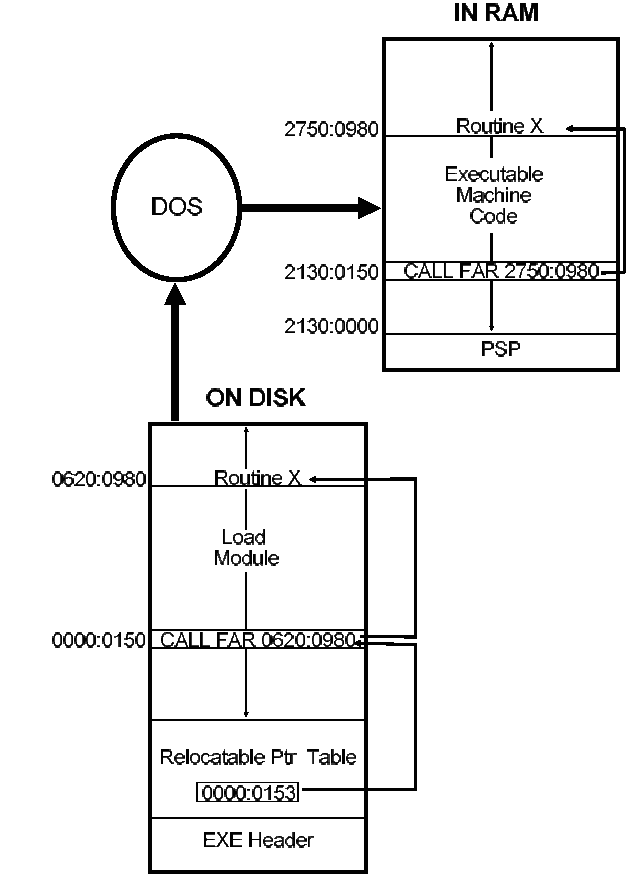 IN RAM
2750:0980
Routine X
Executable
Machine
Code
DOS
2130:0150
CALL FAR 2750:0980
2130:0000
PSP
ON DISK
0620:0980
Routine X
Load
Module
0000:0150
CALL FAR 0620:0980
Relocatable Ptr Table
0000:0153
EXE Header